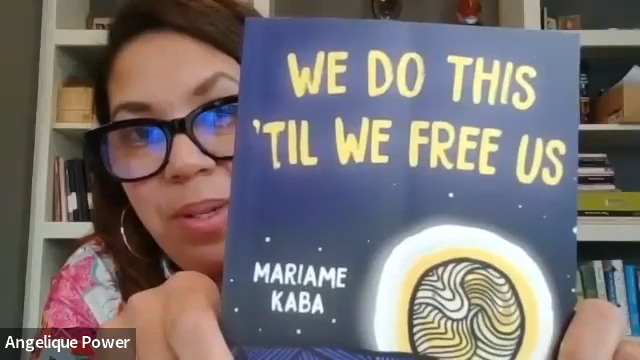 WE DO THIS
'TIL WE FREE US
MARIAME
KABA
Angelique Power